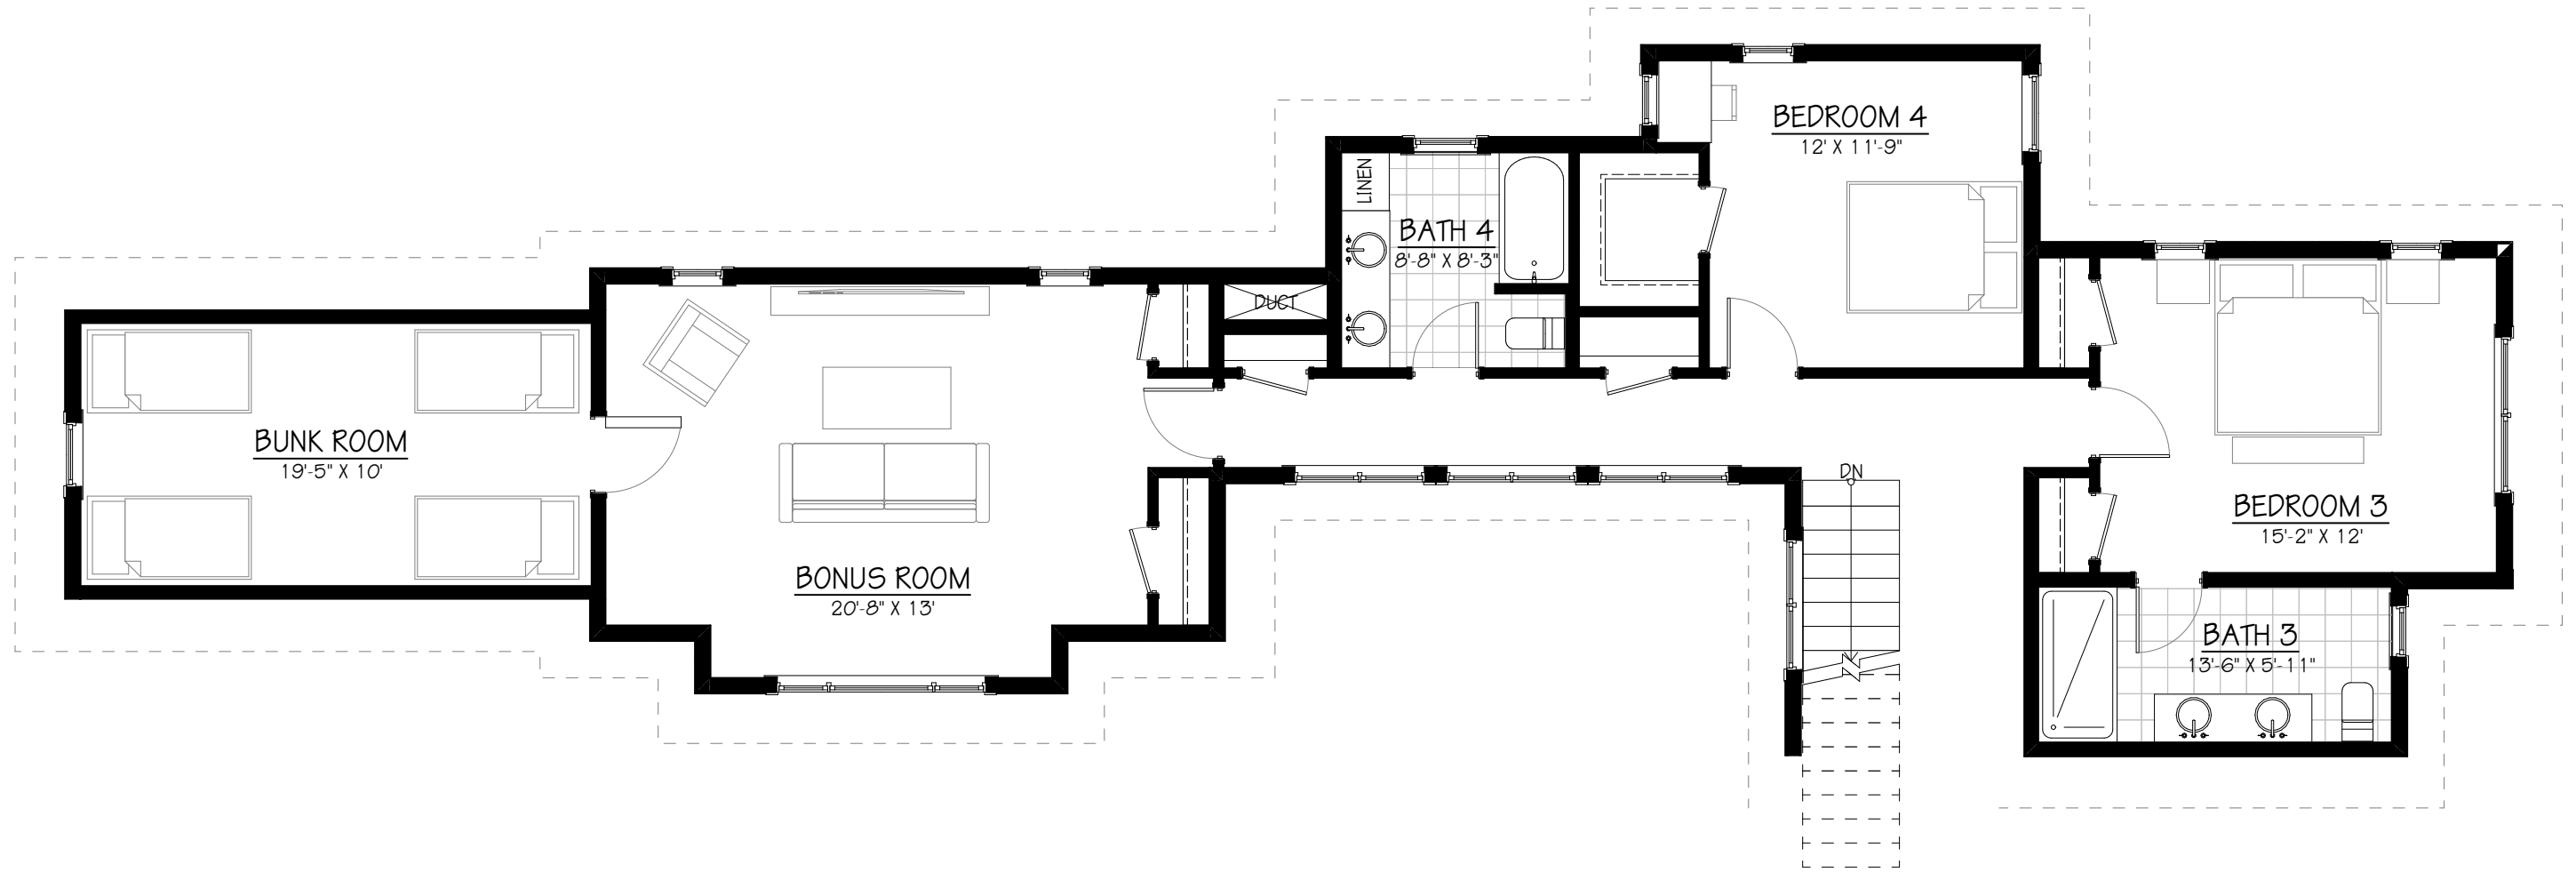 BEDROOM 4
12' X 11'-9"
LINEN
BATH 4
8'-8" X 8'-3"
DUCT
BUNK ROOM
19'-5" X 10'
DN
BEDROOM 3
15'-2" X 12'
BONUS ROOM
20'-8" X 13'
BATH 3
13'-6" X 5'-11"